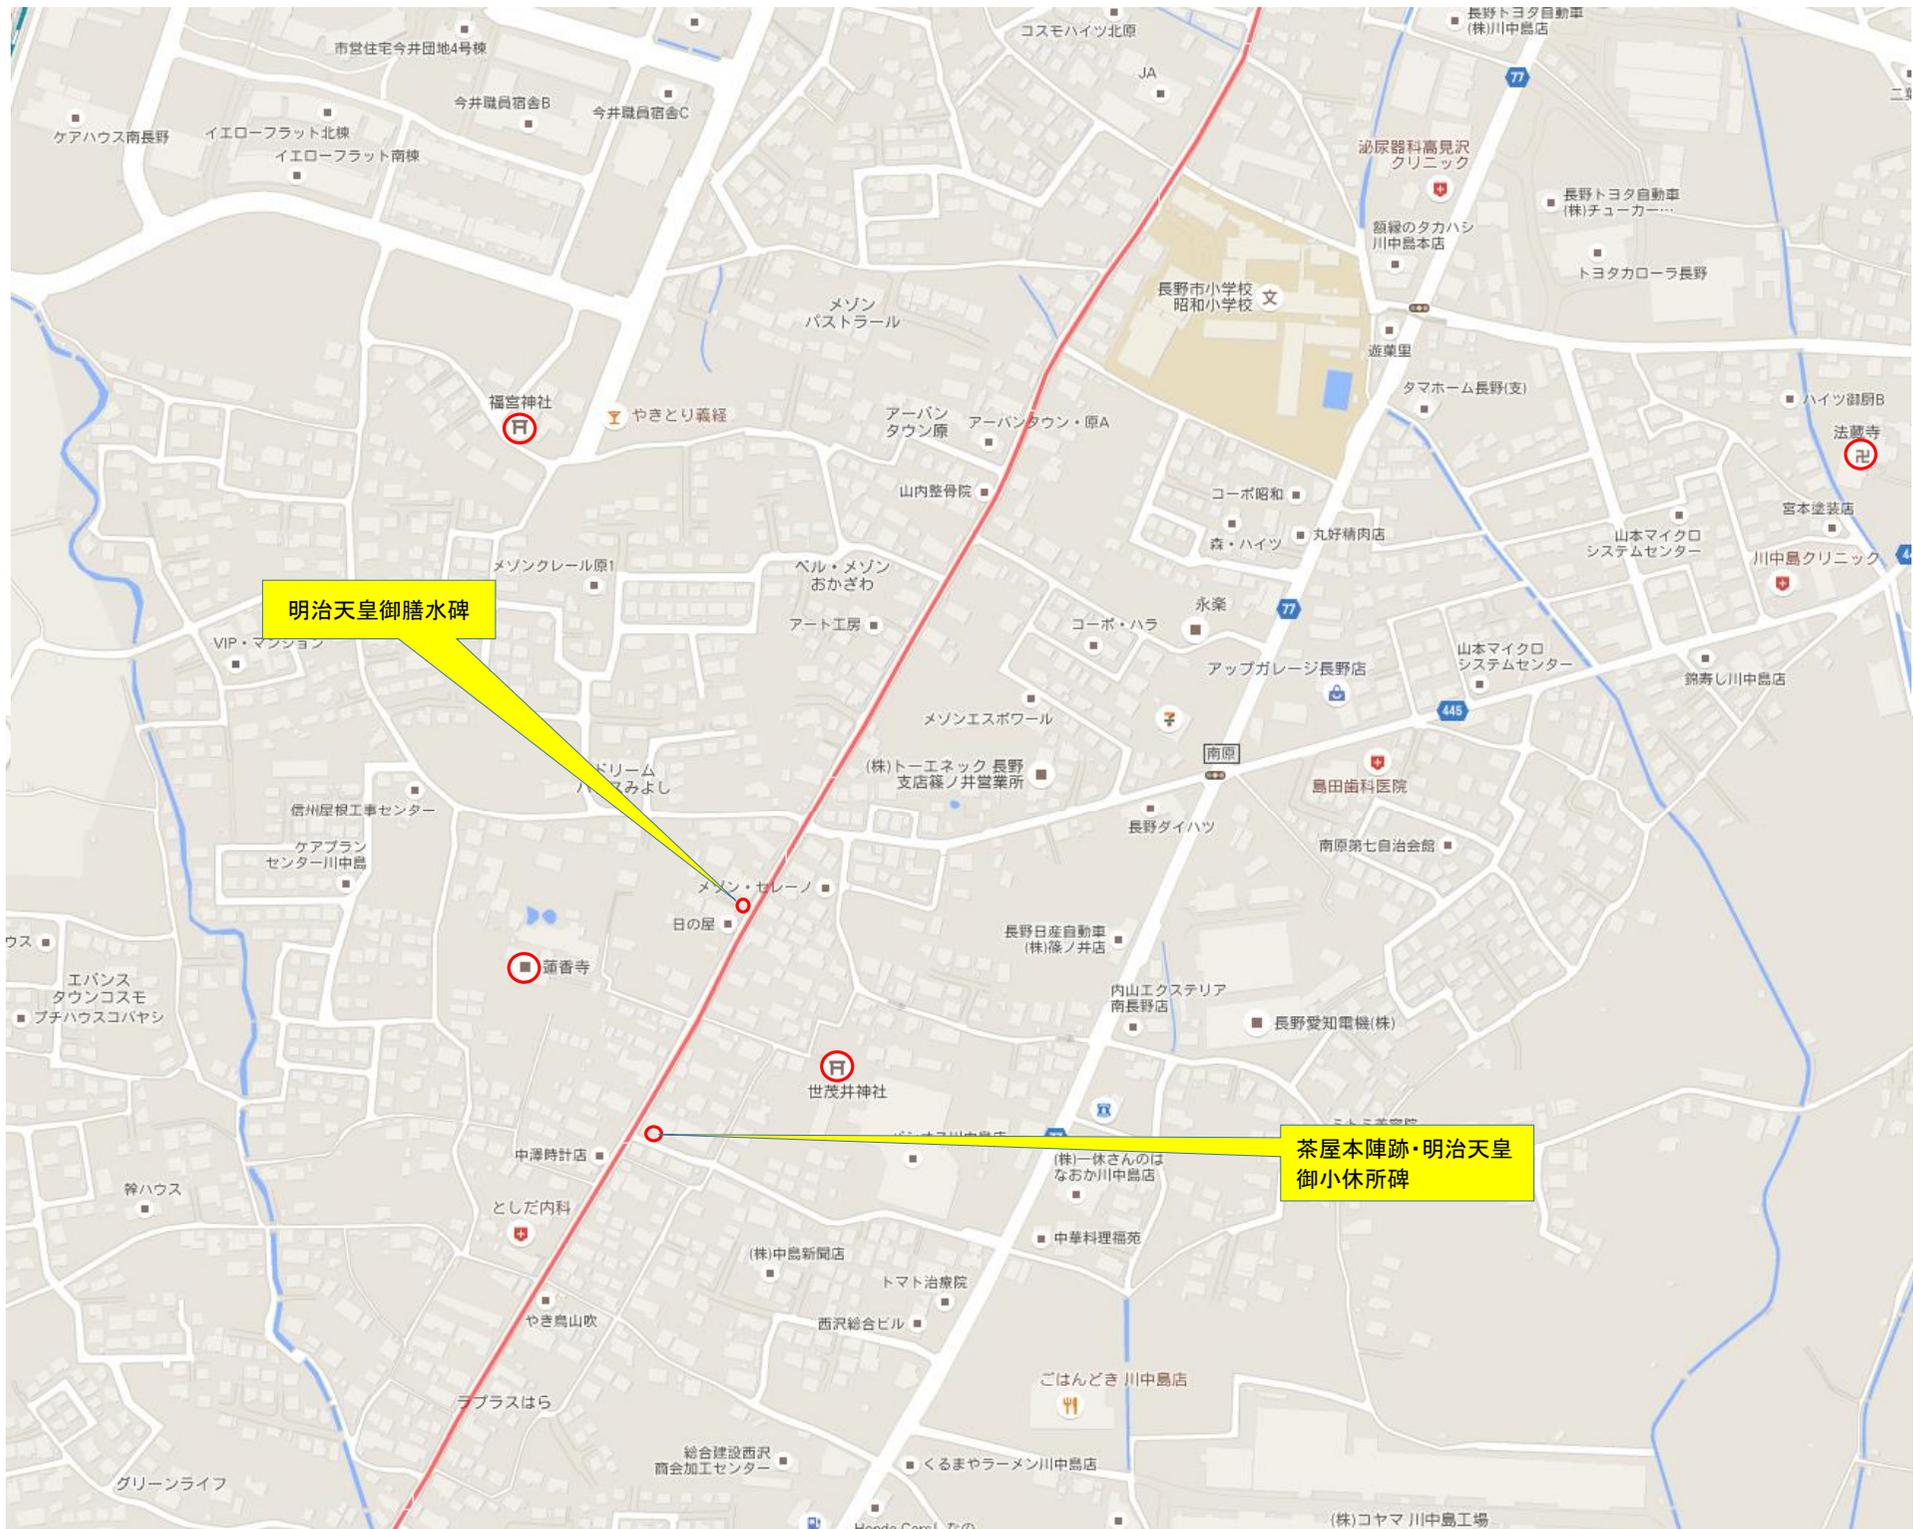 長野トヨタ自動車
(株)川中島店
コスモハイツ北原
市営住宅今井団地4号棟
JA
77
今井職員宿舎B
今井職員宿舎C
ケアハウス南長野
イエローフラット北棟
イエローフラット南棟
泌尿器科高見沢
クリニック
長野トヨタ自動車
(株)チューカー…
額縁のタカハシ
川中島本店
トヨタカローラ長野
長野市小学校
昭和小学校
文
メゾン
パストラール
遊菓里
タマホーム長野(支)
福宮神社
やきとり義経
アーバン
タウン原
アーバンタウン・原A
ハイツ御厨B
法蔵寺
山内整骨院
コーポ昭和
宮本塗装店
森・ハイツ
丸好精肉店
山本マイクロ
システムセンター
川中島クリニック
メゾンクレール原1
ベル・メゾン
おかざわ
明治天皇御膳水碑
永楽
77
アート工房
コーポ・ハラ
VIP・マンション
アップガレージ長野店
山本マイクロ
システムセンター
錦寿し川中島店
メゾンエスポワール
445
南原
(株)トーエネック 長野
支店篠ノ井営業所
ドリーム
島田歯科医院
信州屋根工事センター
長野ダイハツ
南原第七自治会館
ケアプラン
センター川中島
メゾン・セレーノ
日の屋
長野日産自動車
(株)篠ノ井店
ウス
蓮香寺
エバンス
タウンコスモ
プチハウスコバヤシ
内山エクステリア
南長野店
長野愛知電機(株)
世茂井神社
茶屋本陣跡・明治天皇
御小休所碑
中澤時計店
(株)一休さんのは
なおか川中島店
幹ハウス
としだ内科
中華料理福苑
(株)中島新聞店
トマト治療院
やき鳥山吹
西沢総合ビル
ごはんどき 川中島店
ラプラスはら
総合建設西沢
商会加工センター
くるまやラーメン川中島店
グリーンライフ
(株)コヤマ 川中島工場